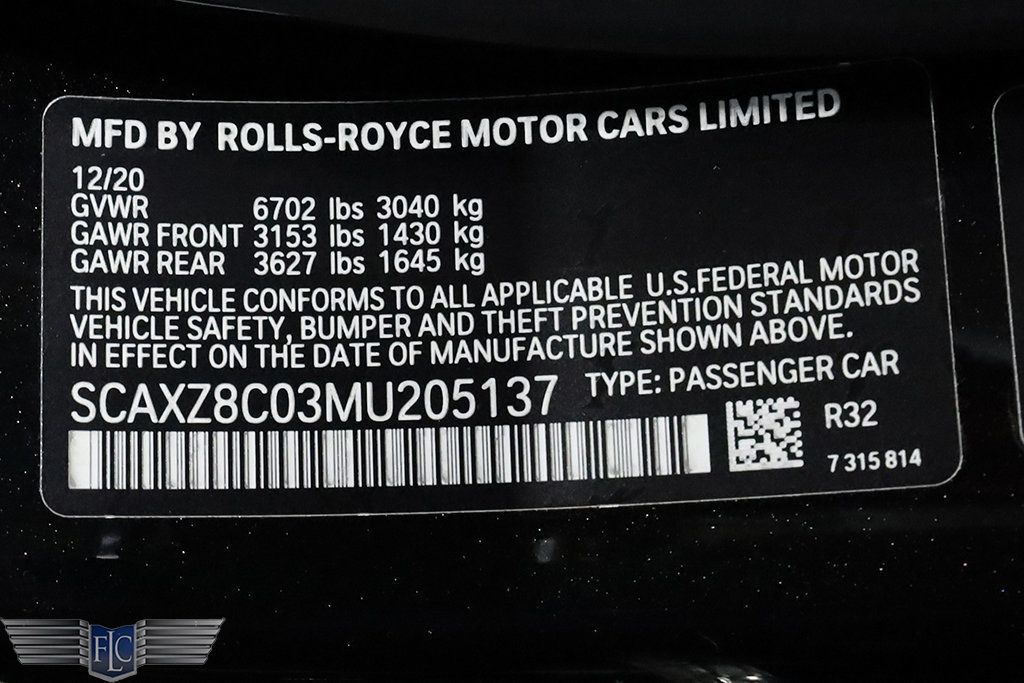 MFD BY ROLLS-ROYCE MOTOR CARS LIMITED
12/20
GVWR 6702 lbs 3040 kg
GAWR FRONT 3153 lbs 1430 kg
GAWR REAR 3627 lbs 1645 kg
THIS VEHICLE CONFORMS TO ALL APPLICABLE U.S.FEDERAL MOTOR
VEHICLE SAFETY, BUMPER AND THEFT PREVENTION STANDARDS
IN EFFECT ON THE DATE OF MANUFACTURE SHOWN ABOVE.
SCAXZ8C03MU205137 TYPE: PASSENGER CAR
R32
7 315 814
FLC